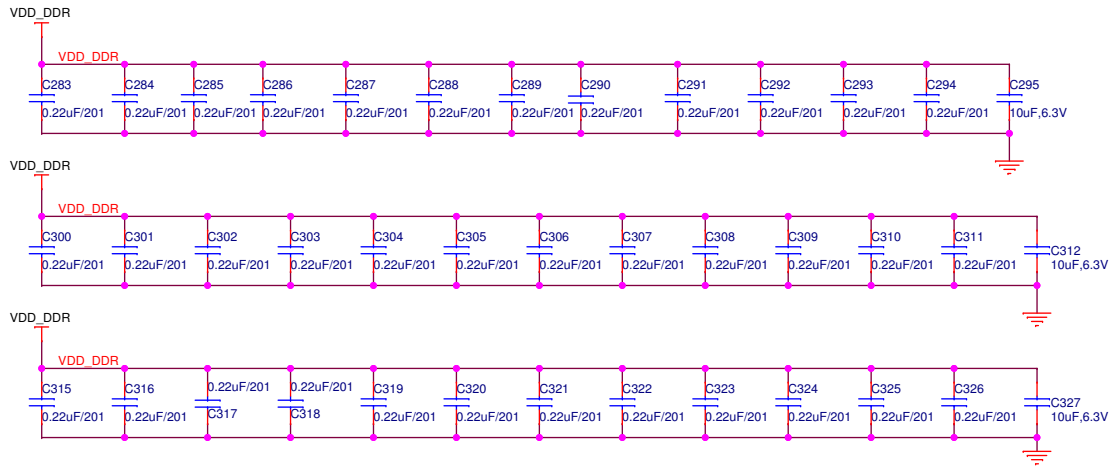 VDD_DDR
VDD_DDR
C283 C284 C285 C286 C287 C288 C289 C290 C291 C292 C293 C294 C295
0.22uF/201 0.22uF/201 0.22uF/201 0.22uF/201 0.22uF/201 0.22uF/201 0.22uF/201 0.22uF/201 0.22uF/201 0.22uF/201 0.22uF/201 0.22uF/201 10uF,6.3V
VDD_DDR
VDD_DDR
C300 C301 C302 C303 C304 C305 C306 C307 C308 C309 C310 C311 C312
0.22uF/201 0.22uF/201 0.22uF/201 0.22uF/201 0.22uF/201 0.22uF/201 0.22uF/201 0.22uF/201 0.22uF/201 0.22uF/201 0.22uF/201 0.22uF/201 10uF,6.3V
VDD_DDR
VDD_DDR
C315 C316 0.22uF/201 0.22uF/201 C319 C320 C321 C322 C323 C324 C325 C326 C327
0.22uF/201 0.22uF/201 C317 C318 0.22uF/201 0.22uF/201 0.22uF/201 0.22uF/201 0.22uF/201 0.22uF/201 0.22uF/201 0.22uF/201 10uF,6.3V